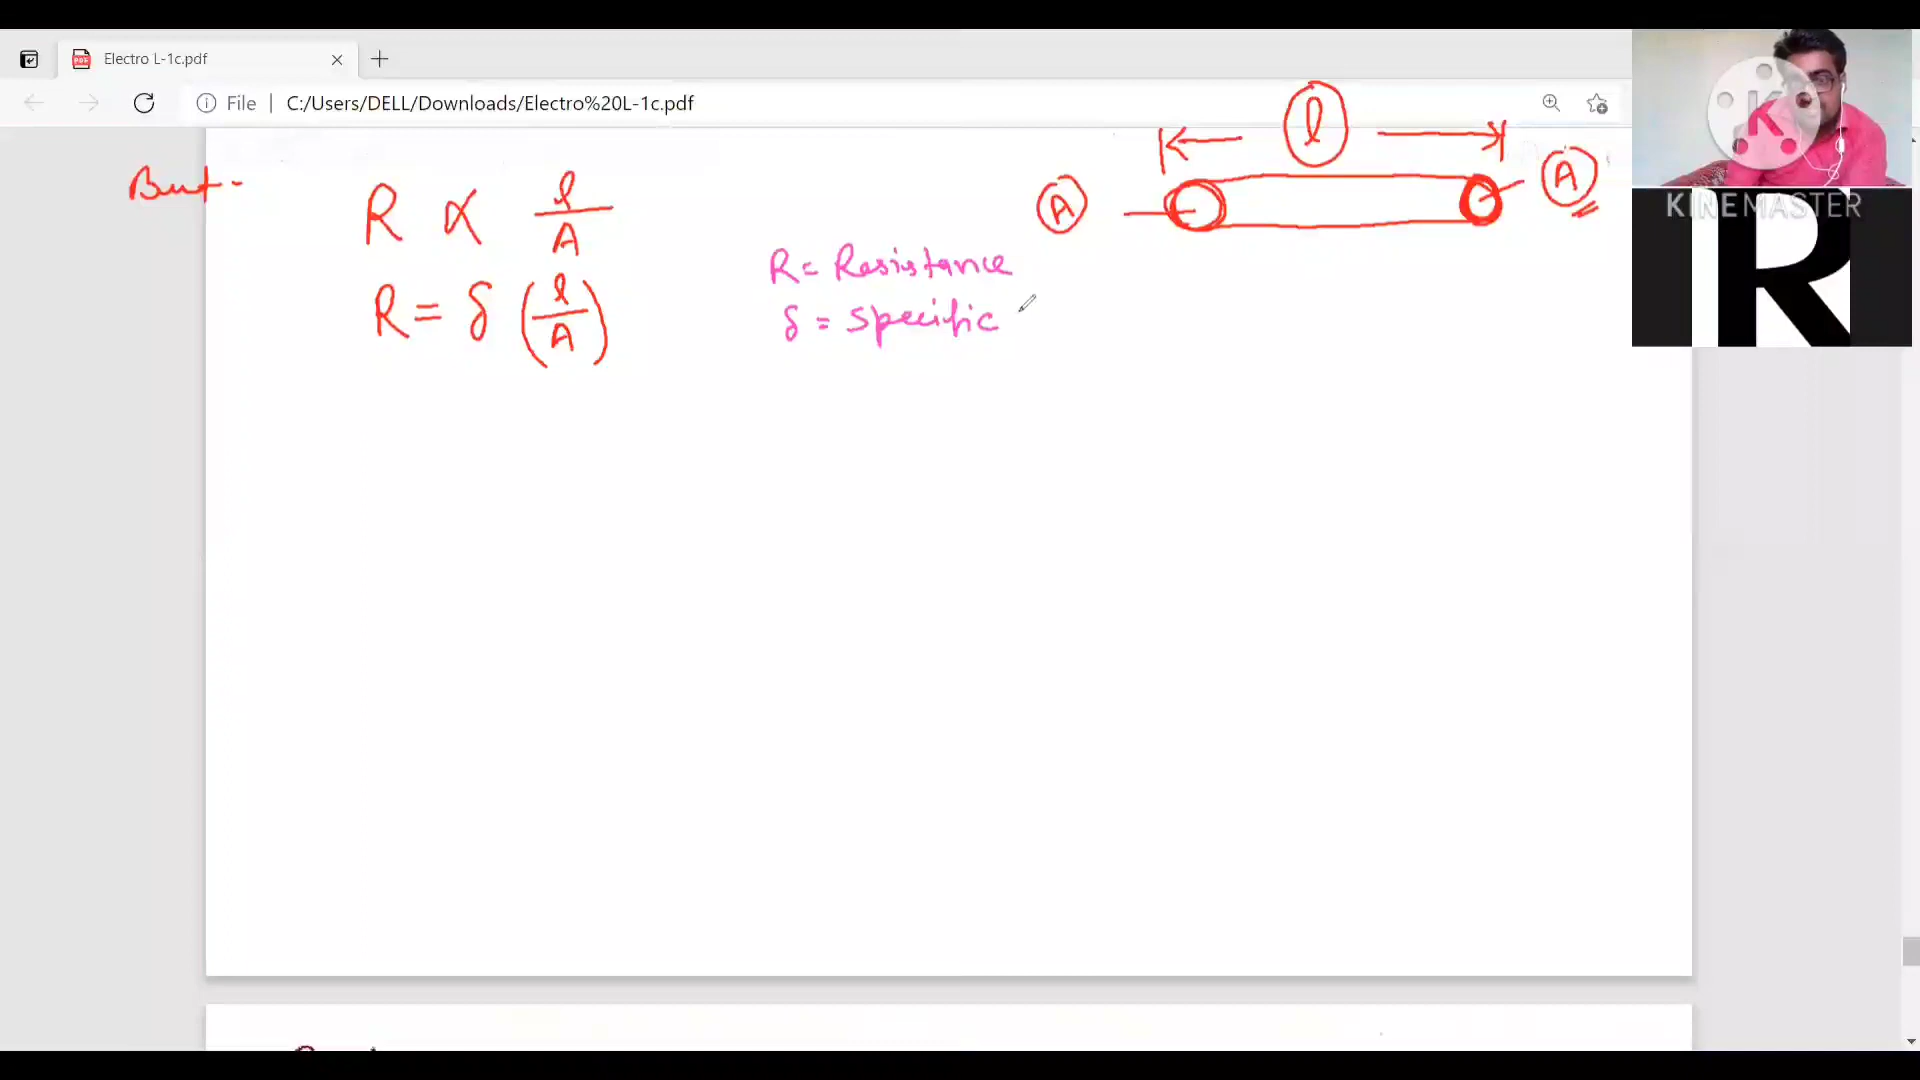 Electro L-1c.pdf
File | C:/Users/DELL/Downloads/Electro%20L-1c.pdf
l
But-
R ∝ l/A
A
A
R = Resistance
R = δ (l/A)
δ = Specific
K
KINEMASTER
R